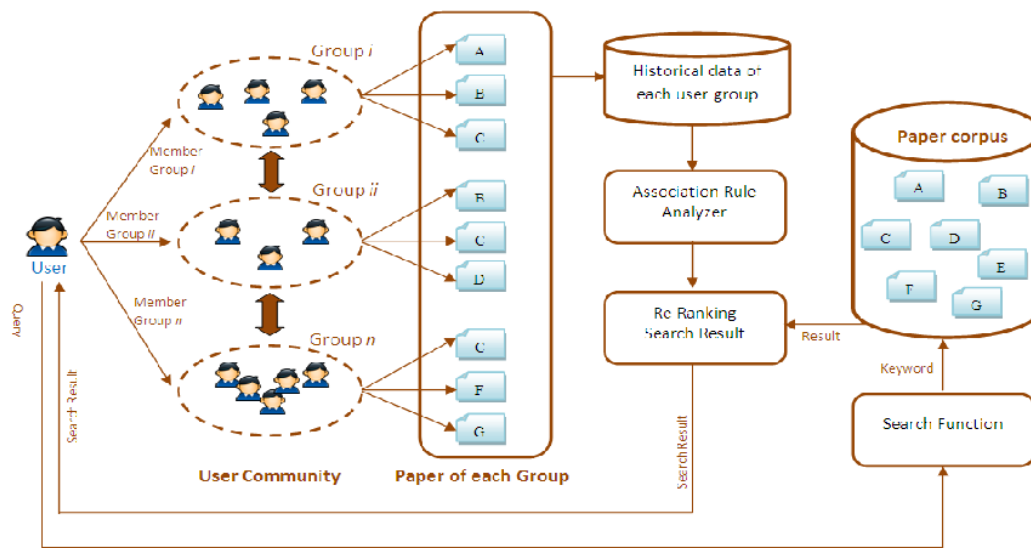 Group i
A
B
C
Member
Group i
Group ii
B
C
D
Member
Group ii
User
Member
Group n
Group n
C
F
G
User Community
Paper of each Group
Historical data of
each user group
Association Rule
Analyzer
Re Ranking
Search Result
Paper corpus
A
B
C
D
E
F
G
Result
Keyword
Search Function
Query
Search Result
Search Result